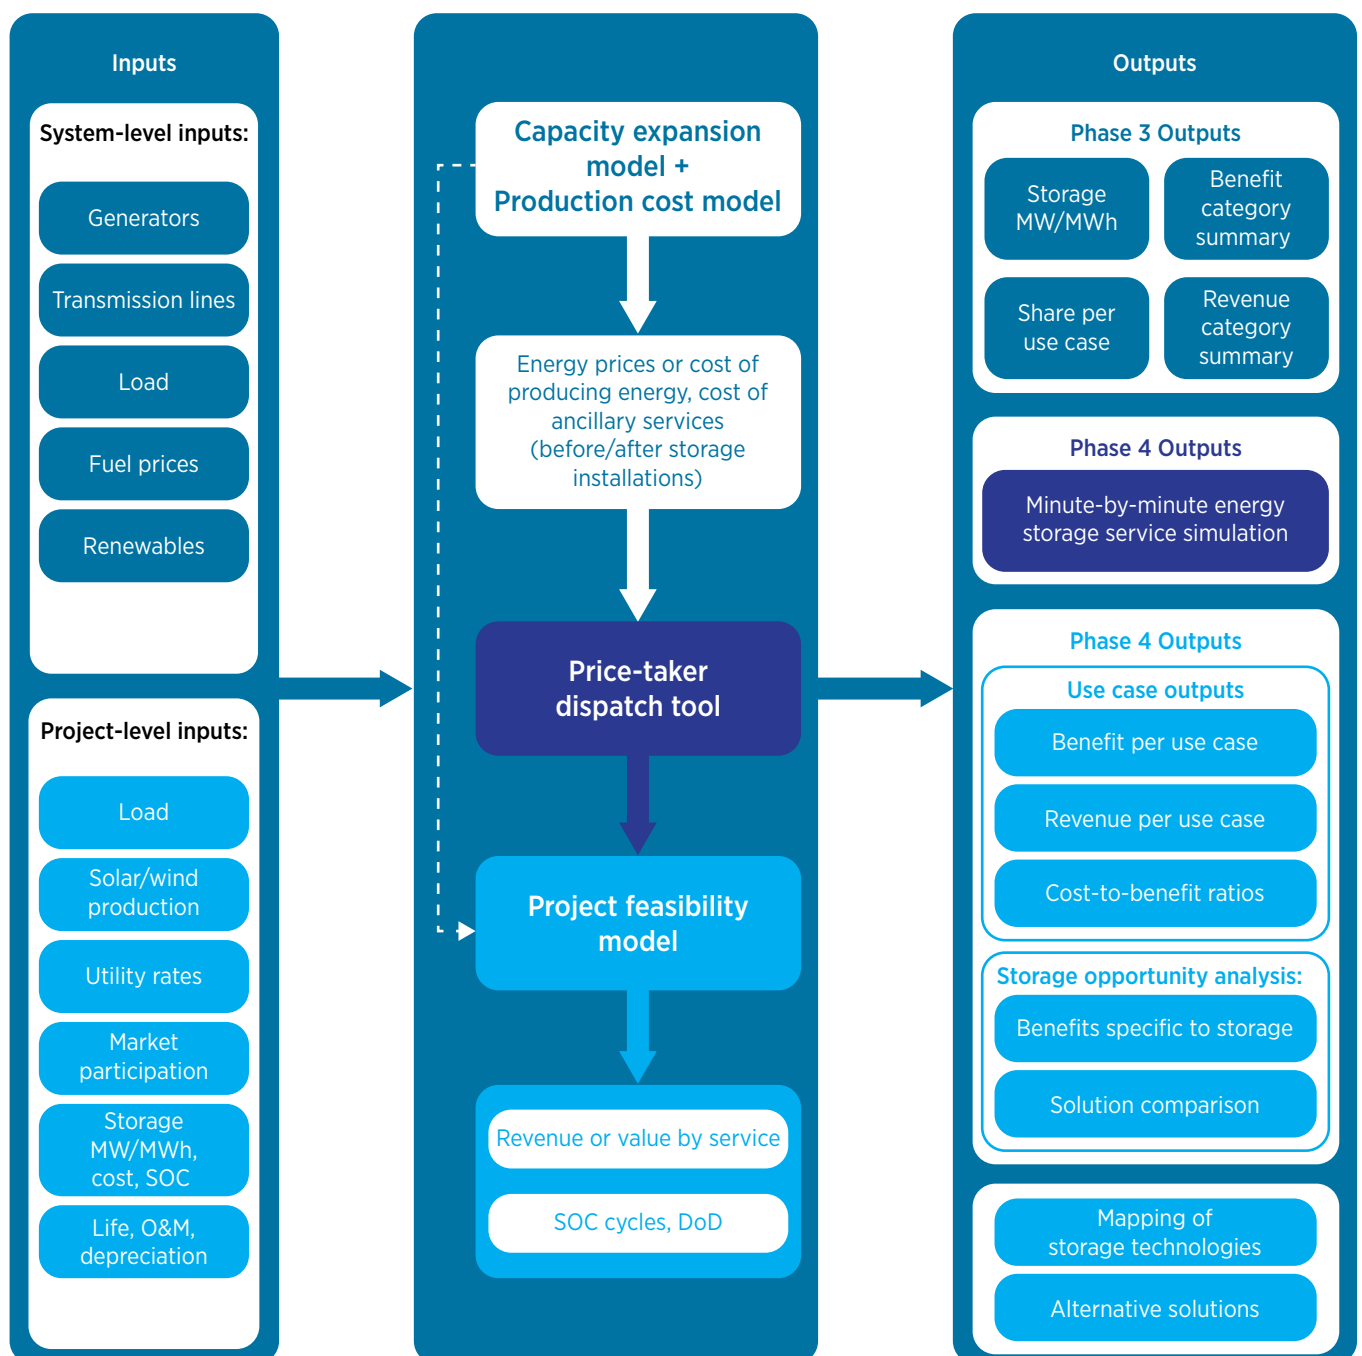 Inputs
System-level inputs:
Generators
Transmission lines
Load
Fuel prices
Renewables
Project-level inputs:
Load
Solar/wind
production
Utility rates
Market
participation
Storage
MW/MWh,
cost, SOC
Life, O&M,
depreciation
Capacity expansion
model +
Production cost model
Energy prices or cost of
producing energy, cost of
ancillary services
(before/after storage
installations)
Price-taker
dispatch tool
Project feasibility
model
Revenue or value by service
SOC cycles, DoD
Outputs
Phase 3 Outputs
Storage
MW/MWh
Benefit
category
summary
Share per
use case
Revenue
category
summary
Phase 4 Outputs
Minute-by-minute energy
storage service simulation
Phase 4 Outputs
Use case outputs
Benefit per use case
Revenue per use case
Cost-to-benefit ratios
Storage opportunity analysis:
Benefits specific to storage
Solution comparison
Mapping of
storage technologies
Alternative solutions